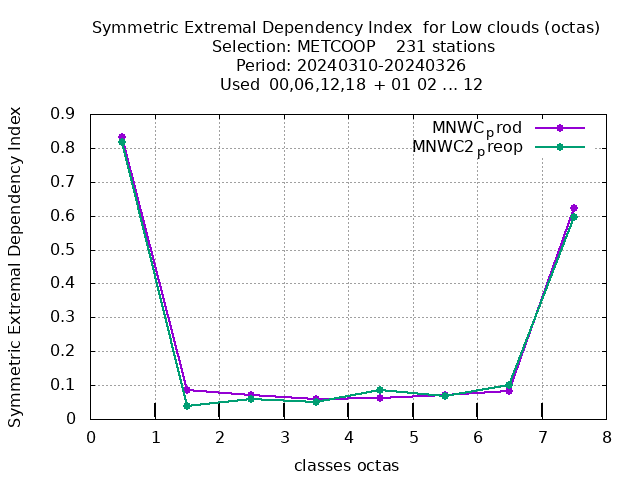 Symmetric Extremal Dependency Index  for Low clouds (octas)
Selection: METCOOP    231 stations
Period: 20240310-20240326
Used  00,06,12,18  + 01 02 ... 12
Symmetric Extremal Dependency Index
MNWCprod
MNWC2preop
0.9
0.8
0.7
0.6
0.5
0.4
0.3
0.2
0.1
0
0 1 2 3 4 5 6 7 8
classes octas